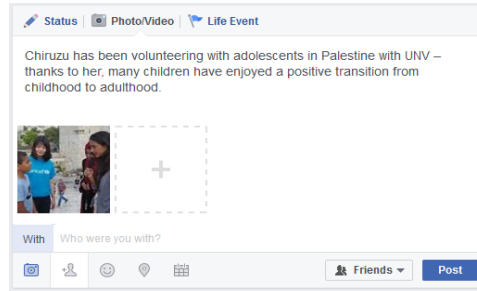 Status Photo/Video Life Event
Chiruzu has been volunteering with adolescents in Palestine with UNV –
thanks to her, many children have enjoyed a positive transition from
childhood to adulthood.
unicef
With Who were you with?
Friends Post